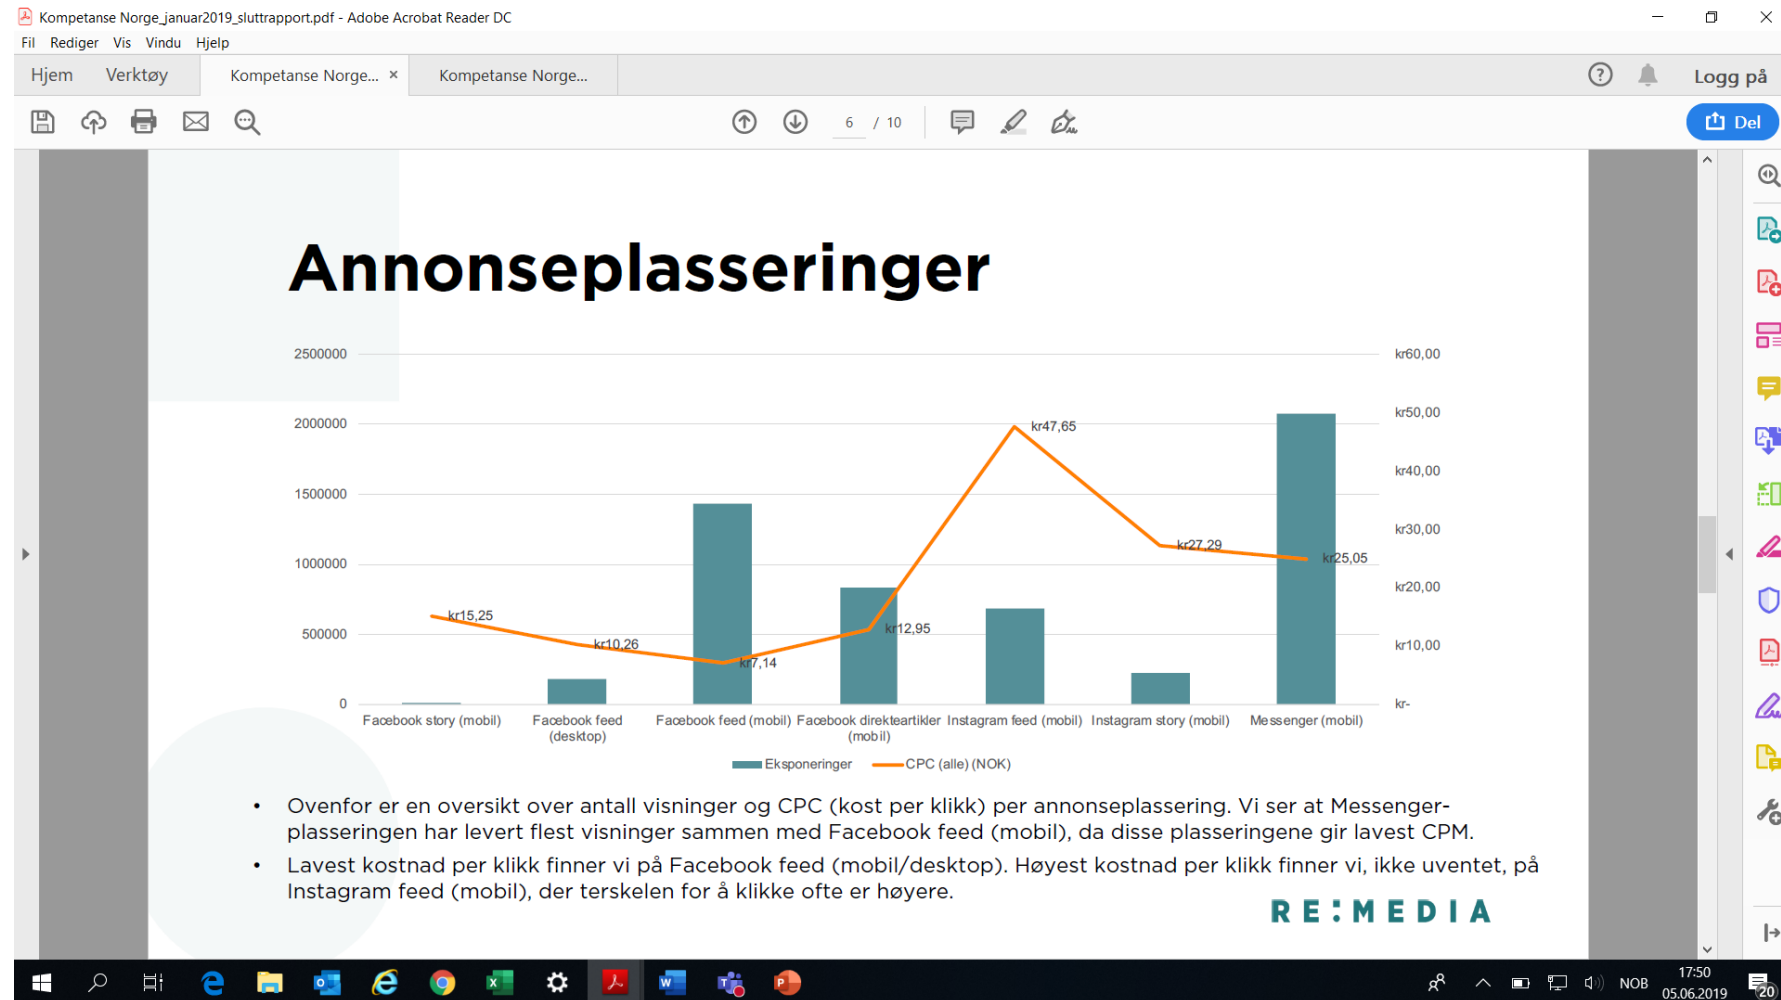 Kompetanse Norge_januar2019_sluttrapport.pdf - Adobe Acrobat Reader DC
Fil Rediger Vis Vindu Hjelp
Hjem Verktøy Kompetanse Norge... × Kompetanse Norge... Logg på
6 / 10 Del
Annonseplasseringer
2500000 kr60,00
2000000 kr50,00
kr47,65
kr40,00
1500000
kr30,00
kr27,29
kr25,05
1000000
kr20,00
kr15,25
kr12,95
500000
kr10,26 kr10,00
kr7,14
0 kr-
Facebook story (mobil) Facebook feed (desktop) Facebook feed (mobil) Facebook direkteartikler (mobil) Instagram feed (mobil) Instagram story (mobil) Messenger (mobil)
Eksponeringer CPC (alle) (NOK)
• Ovenfor er en oversikt over antall visninger og CPC (kost per klikk) per annonseplassering. Vi ser at Messenger-
plasseringen har levert flest visninger sammen med Facebook feed (mobil), da disse plasseringene gir lavest CPM.
• Lavest kostnad per klikk finner vi på Facebook feed (mobil/desktop). Høyest kostnad per klikk finner vi, ikke uventet, på
Instagram feed (mobil), der terskelen for å klikke ofte er høyere.
RE:MEDIA
NOB 17:50
05.06.2019 20